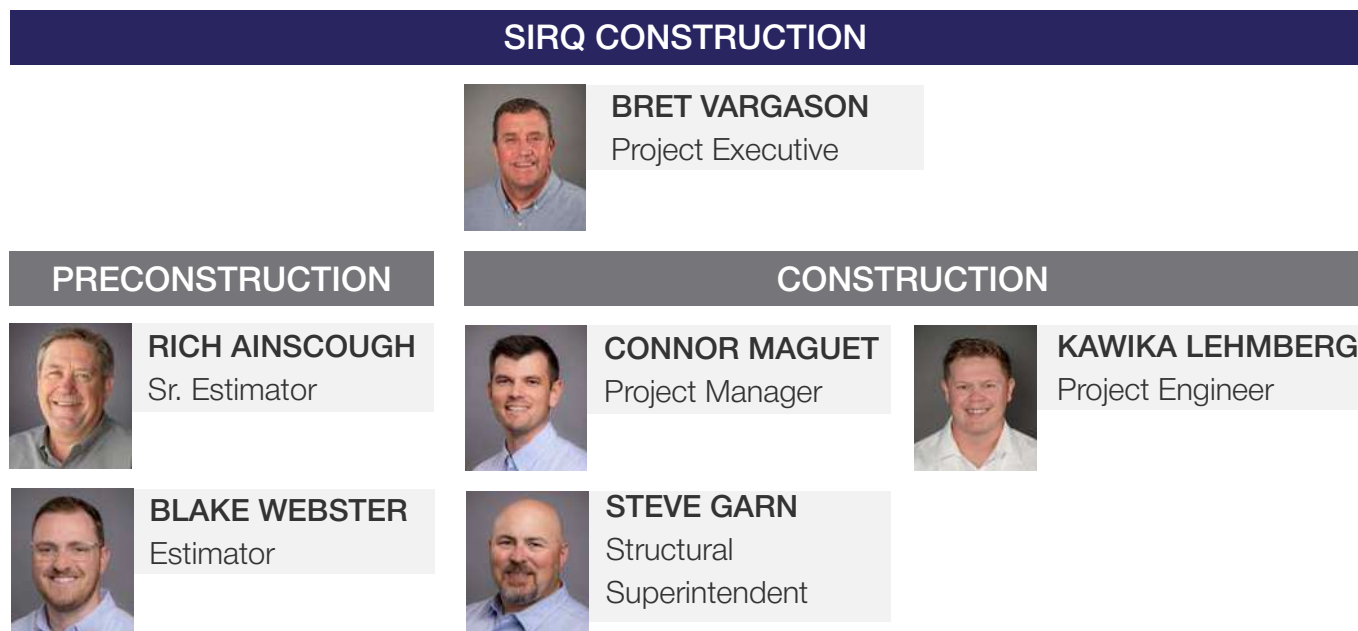 SIRQ CONSTRUCTION
BRET VARGASON
Project Executive
PRECONSTRUCTION
RICH AINSCOUGH
Sr. Estimator
BLAKE WEBSTER
Estimator
CONSTRUCTION
CONNOR MAGUET
Project Manager
KAWIKA LEHMBERG
Project Engineer
STEVE GARN
Structural
Superintendent